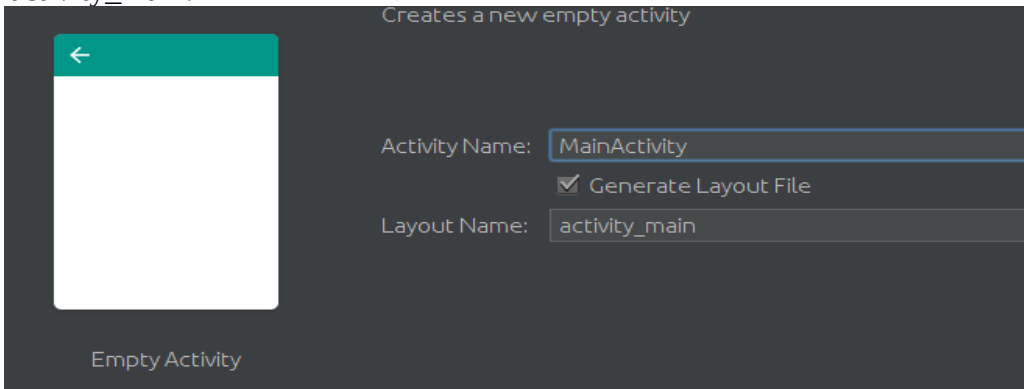 Creates a new empty activity
Activity Name: MainActivity
Generate Layout File
Layout Name: activity_main
Empty Activity